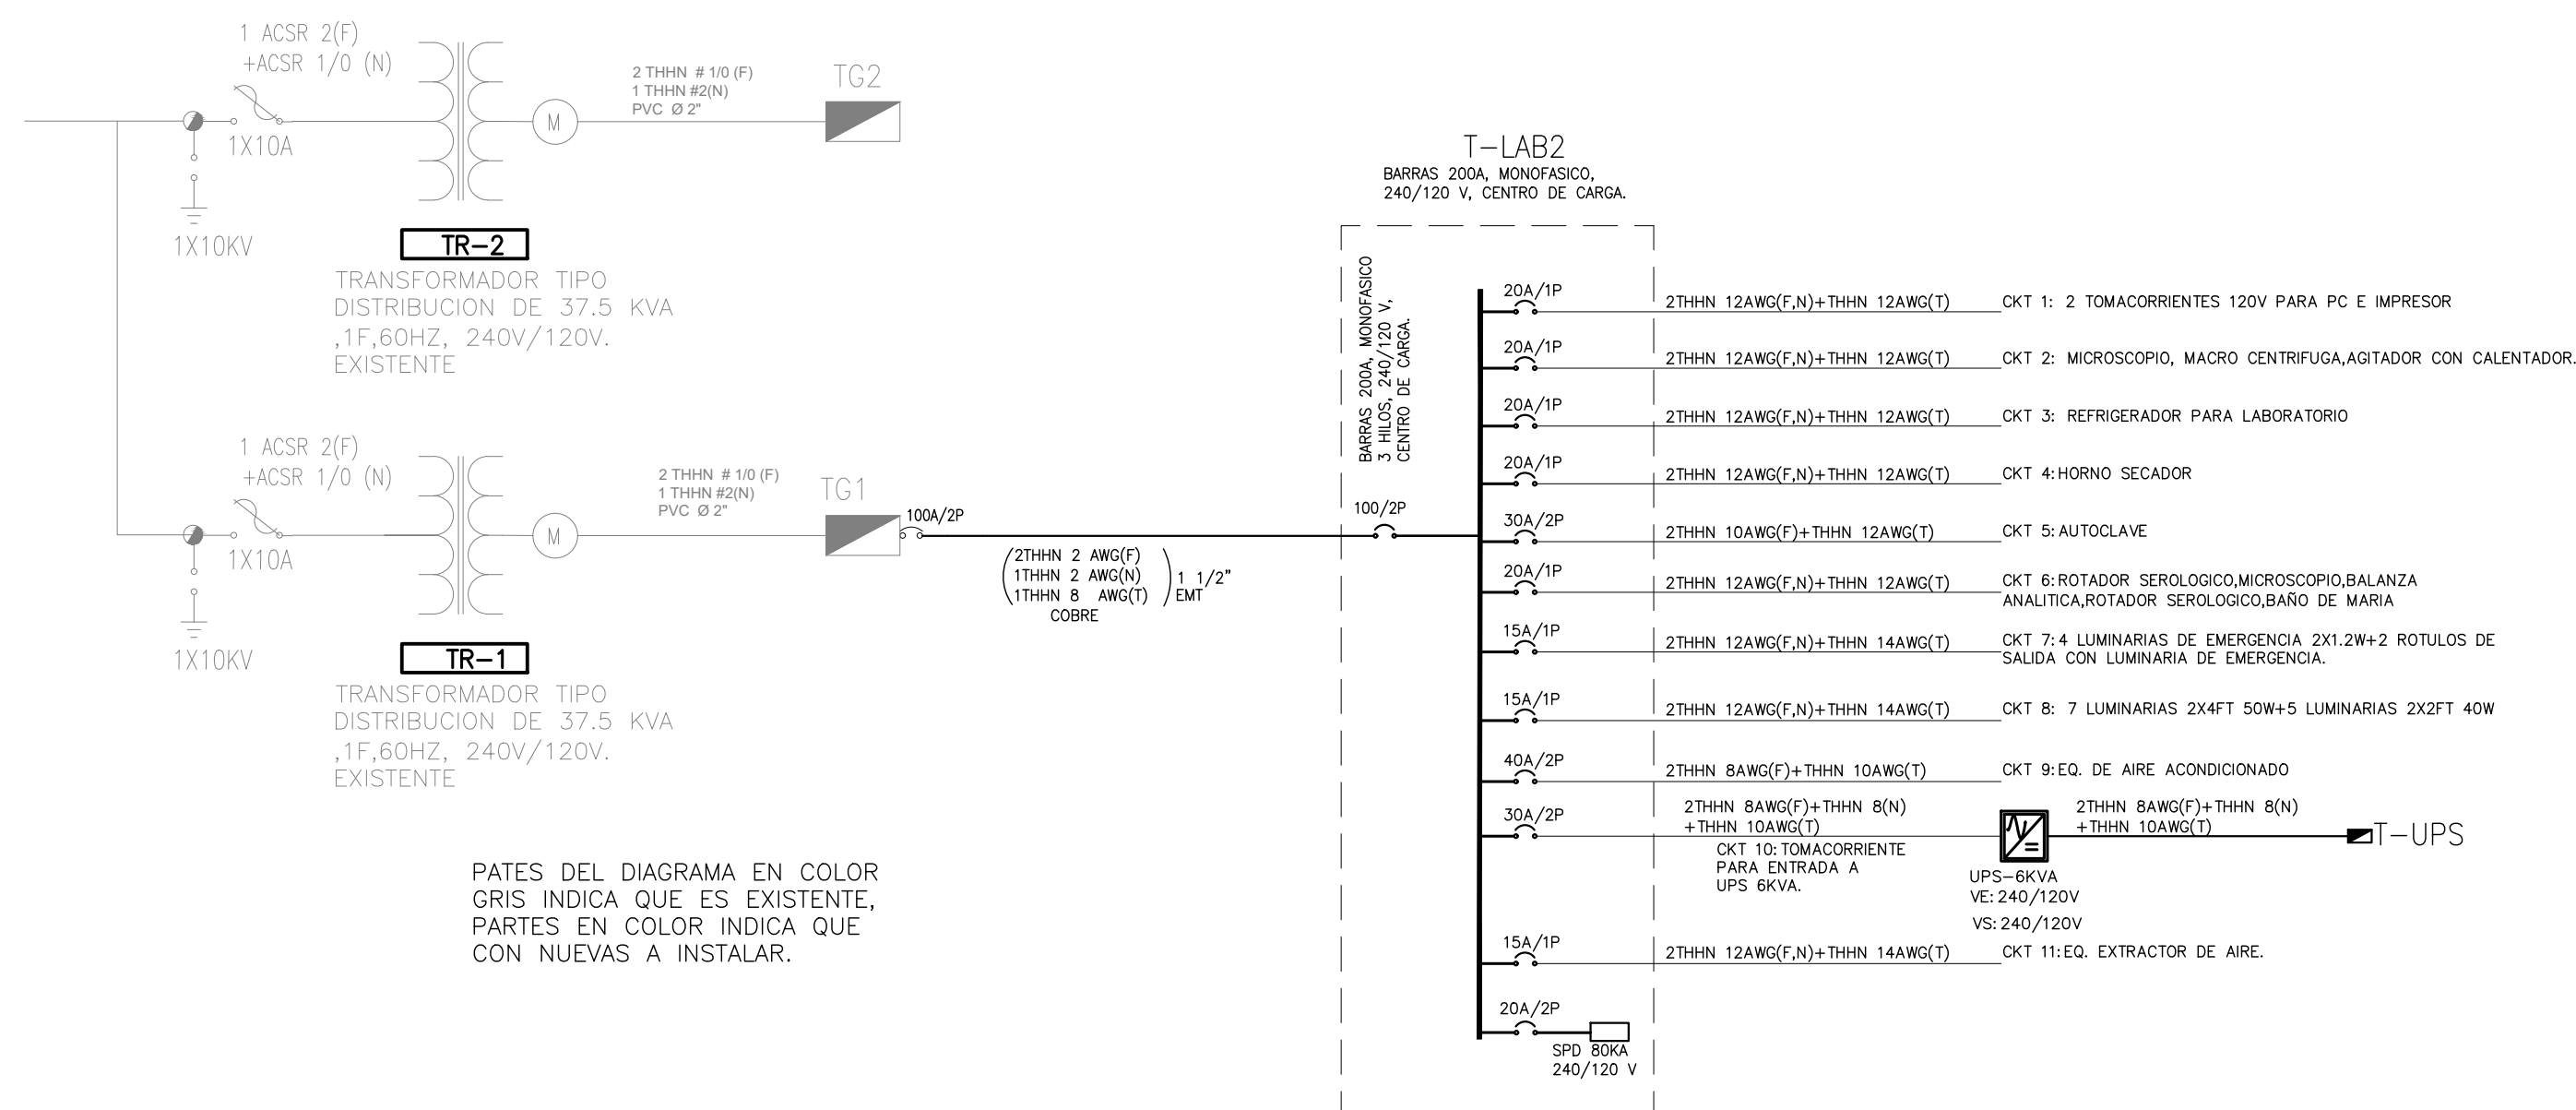 1 ACSR 2(F)
+ACSR 1/0 (N)
1X10A
1X10KV
2 THHN # 1/0 (F)
1 THHN #2(N)
PVC Ø 2"
M
TG2
TR-2
TRANSFORMADOR TIPO
DISTRIBUCION DE 37.5 KVA
,1F,60HZ, 240V/120V.
EXISTENTE
1 ACSR 2(F)
+ACSR 1/0 (N)
1X10A
1X10KV
2 THHN # 1/0 (F)
1 THHN #2(N)
PVC Ø 2"
M
TG1
100A/2P
TR-1
TRANSFORMADOR TIPO
DISTRIBUCION DE 37.5 KVA
,1F,60HZ, 240V/120V.
EXISTENTE
2THHN 2 AWG(F)
1THHN 2 AWG(N)
1THHN 8 AWG(T)
COBRE
1 1/2"
EMT
PATES DEL DIAGRAMA EN COLOR
GRIS INDICA QUE ES EXISTENTE,
PARTES EN COLOR INDICA QUE
CON NUEVAS A INSTALAR.
T-LAB2
BARRAS 200A, MONOFASICO,
240/120 V, CENTRO DE CARGA.
BARRAS 200A, MONOFASICO
3 HILOS, 240/120 V,
CENTRO DE CARGA.
100/2P
20A/1P
2THHN 12AWG(F,N)+THHN 12AWG(T)
CKT 1: 2 TOMACORRIENTES 120V PARA PC E IMPRESOR
20A/1P
2THHN 12AWG(F,N)+THHN 12AWG(T)
CKT 2: MICROSCOPIO, MACRO CENTRIFUGA,AGITADOR CON CALENTADOR.
20A/1P
2THHN 12AWG(F,N)+THHN 12AWG(T)
CKT 3: REFRIGERADOR PARA LABORATORIO
20A/1P
2THHN 12AWG(F,N)+THHN 12AWG(T)
CKT 4:HORNO SECADOR
30A/2P
2THHN 10AWG(F)+THHN 12AWG(T)
CKT 5:AUTOCLAVE
20A/1P
2THHN 12AWG(F,N)+THHN 12AWG(T)
CKT 6:ROTADOR SEROLOGICO,MICROSCOPIO,BALANZA
ANALITICA,ROTADOR SEROLOGICO,BAÑO DE MARIA
15A/1P
2THHN 12AWG(F,N)+THHN 14AWG(T)
CKT 7:4 LUMINARIAS DE EMERGENCIA 2X1.2W+2 ROTULOS DE
SALIDA CON LUMINARIA DE EMERGENCIA.
15A/1P
2THHN 12AWG(F,N)+THHN 14AWG(T)
CKT 8: 7 LUMINARIAS 2X4FT 50W+5 LUMINARIAS 2X2FT 40W
40A/2P
2THHN 8AWG(F)+THHN 10AWG(T)
CKT 9:EQ. DE AIRE ACONDICIONADO
30A/2P
2THHN 8AWG(F)+THHN 8(N)
+THHN 10AWG(T)
CKT 10:TOMACORRIENTE
PARA ENTRADA A
UPS 6KVA.
UPS-6KVA
VE:240/120V
VS:240/120V
2THHN 8AWG(F)+THHN 8(N)
+THHN 10AWG(T)
T-UPS
15A/1P
2THHN 12AWG(F,N)+THHN 14AWG(T)
CKT 11:EQ. EXTRACTOR DE AIRE.
20A/2P
SPD 80KA
240/120 V